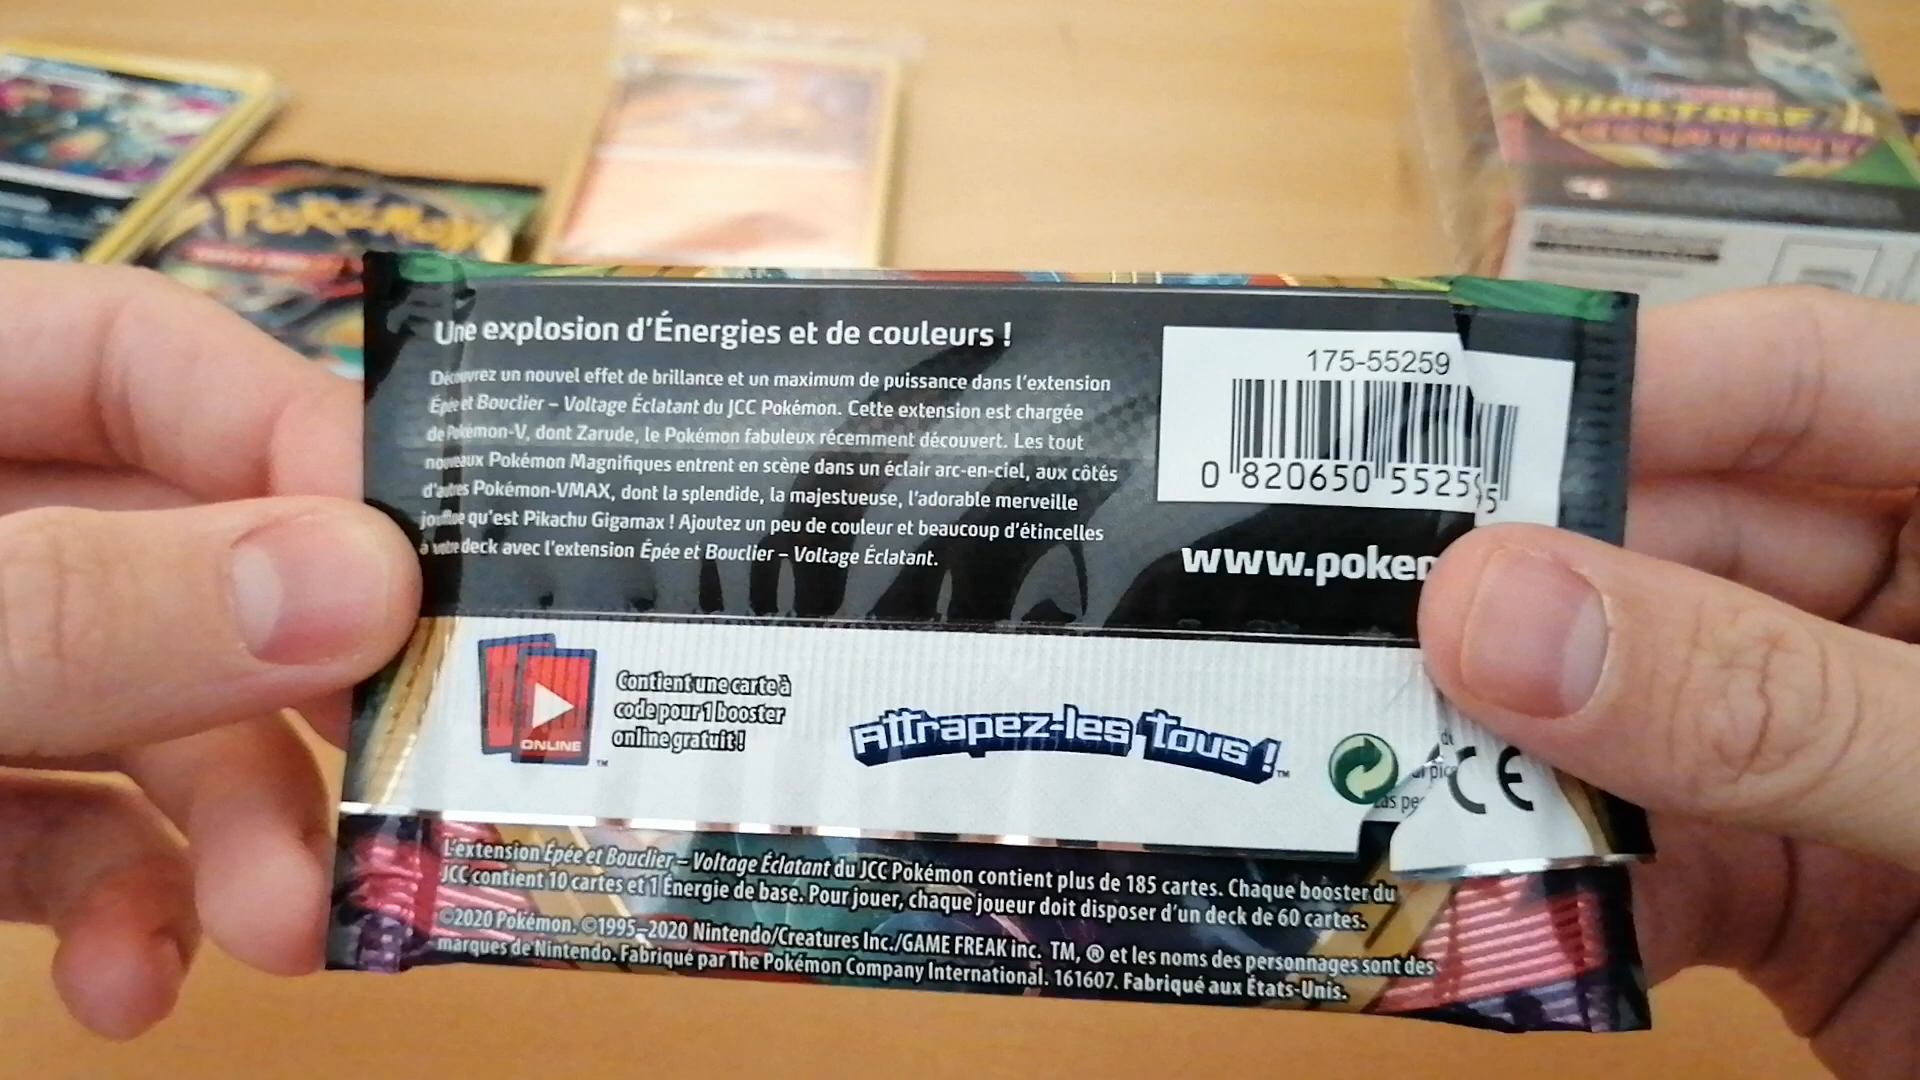 Pokémon
VOLTAGE
Une explosion d'Énergies et de couleurs !
Découvrez un nouvel effet de brillance et un maximum de puissance dans l'extension
Épée et Bouclier – Voltage Éclatant du JCC Pokémon. Cette extension est chargée
de Pokémon-V, dont Zarude, le Pokémon fabuleux récemment découvert. Les tout
nouveaux Pokémon Magnifiques entrent en scène dans un éclair arc-en-ciel, aux côtés
d'autres Pokémon-VMAX, dont la splendide, la majestueuse, l'adorable merveille
joufflue qu'est Pikachu Gigamax ! Ajoutez un peu de couleur et beaucoup d'étincelles
à votre deck avec l'extension Épée et Bouclier – Voltage Éclatant.
175-55259
0 820650 5525
5
www.poke
ONLINE
™
Contient une carte à
code pour 1 booster
online gratuit !
Attrapez-les tous !™
CE
L'extension Épée et Bouclier – Voltage Éclatant du JCC Pokémon contient plus de 185 cartes. Chaque booster du
JCC contient 10 cartes et 1 Énergie de base. Pour jouer, chaque joueur doit disposer d'un deck de 60 cartes.
©2020 Pokémon. ©1995–2020 Nintendo/Creatures Inc./GAME FREAK inc. TM, ® et les noms des personnages sont des
marques de Nintendo. Fabriqué par The Pokémon Company International. 161607. Fabriqué aux États-Unis.